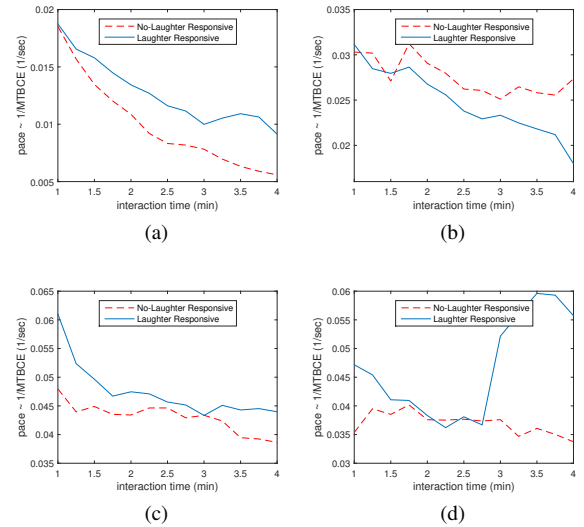 0.02
0.015
0.01
0.005
pace ~ 1/MTBCE (1/sec)
No-Laughter Responsive
Laughter Responsive
1 1.5 2 2.5 3 3.5 4
interaction time (min)
(a)
0.035
0.03
0.025
0.02
pace ~ 1/MTBCE (1/sec)
No-Laughter Responsive
Laughter Responsive
1 1.5 2 2.5 3 3.5 4
interaction time (min)
(b)
0.065
0.06
0.055
0.05
0.045
0.04
0.035
pace ~ 1/MTBCE (1/sec)
No-Laughter Responsive
Laughter Responsive
1 1.5 2 2.5 3 3.5 4
interaction time (min)
(c)
0.06
0.055
0.05
0.045
0.04
0.035
0.03
pace ~ 1/MTBCE (1/sec)
No-Laughter Responsive
Laughter Responsive
1 1.5 2 2.5 3 3.5 4
interaction time (min)
(d)